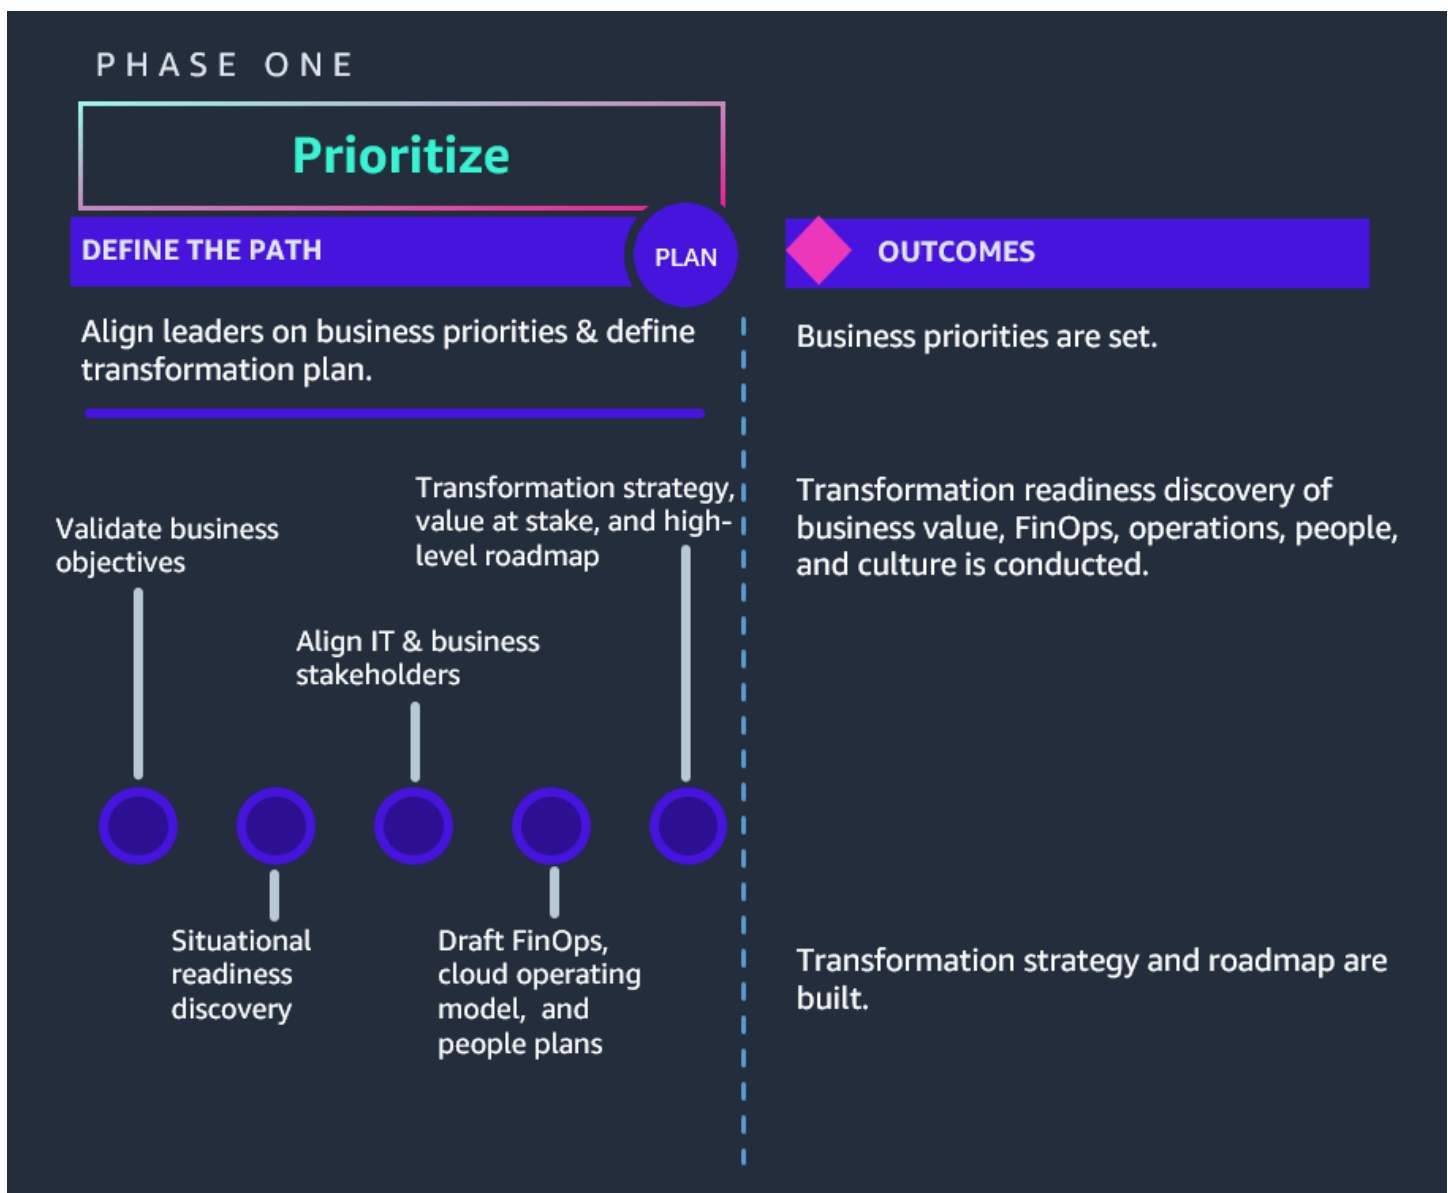 PHASE ONE
Prioritize
DEFINE THE PATH
PLAN
Align leaders on business priorities & define
transformation plan.
Validate business
objectives
Transformation strategy,
value at stake, and high-
level roadmap
Align IT & business
stakeholders
Situational
readiness
discovery
Draft FinOps,
cloud operating
model,  and
people plans
OUTCOMES
Business priorities are set.
Transformation readiness discovery of
business value, FinOps, operations, people,
and culture is conducted.
Transformation strategy and roadmap are
built.